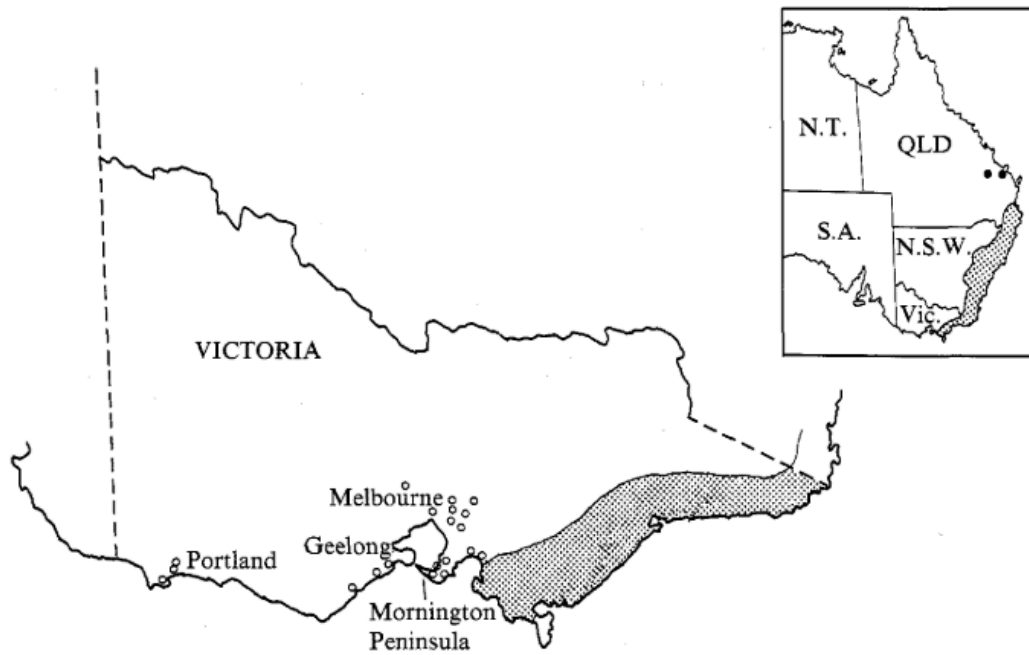 N.T.
QLD
S.A.
N.S.W.
Vic.
VICTORIA
Melbourne
Geelong
Portland
Mornington
Peninsula